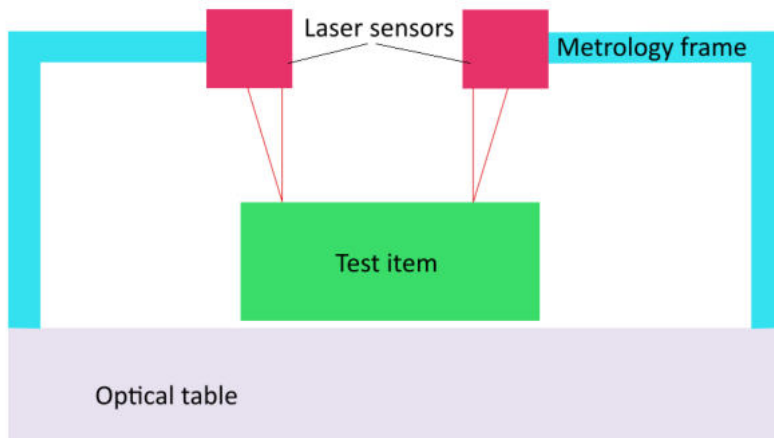 Laser sensors
Metrology frame
Test item
Optical table